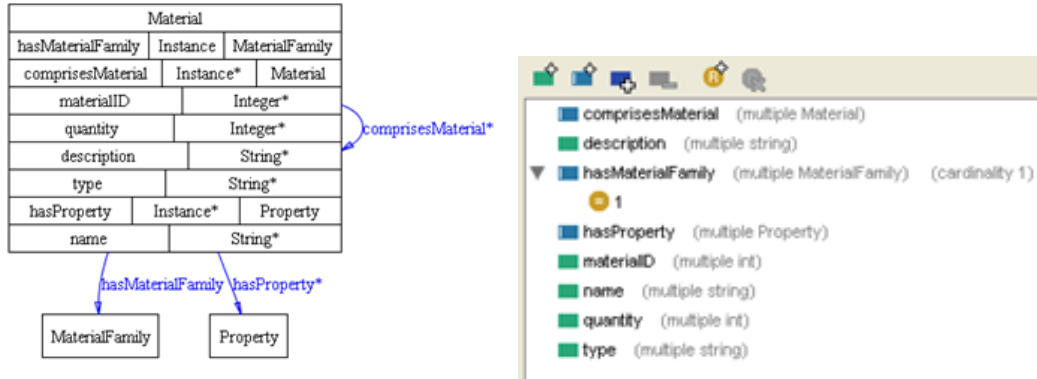 Material
hasMaterialFamily Instance MaterialFamily
comprisesMaterial Instance* Material
materialID Integer*
quantity Integer*
description String*
type String*
hasProperty Instance* Property
name String*
comprisesMaterial*
hasMaterialFamily hasProperty*
MaterialFamily Property
R
comprisesMaterial (multiple Material)
description (multiple string)
hasMaterialFamily (multiple MaterialFamily) (cardinality 1)
= 1
hasProperty (multiple Property)
materialID (multiple int)
name (multiple string)
quantity (multiple int)
type (multiple string)